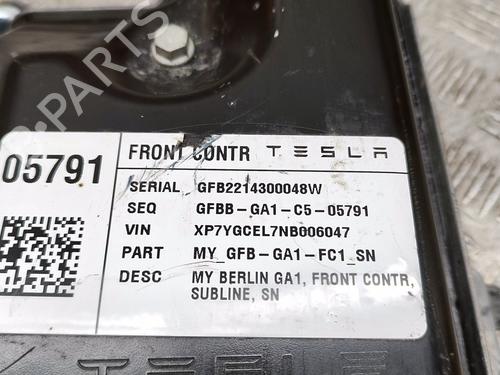 05791
FRONT CONTR TESLA
SERIAL GFB2214300048W
SEQ GFBB-GA1-C5-05791
VIN XP7YGCEL7NB006047
PART MY_GFB-GA1-FC1_SN
DESC MY BERLIN GA1, FRONT CONTR,
SUBLINE, SN
TESLA